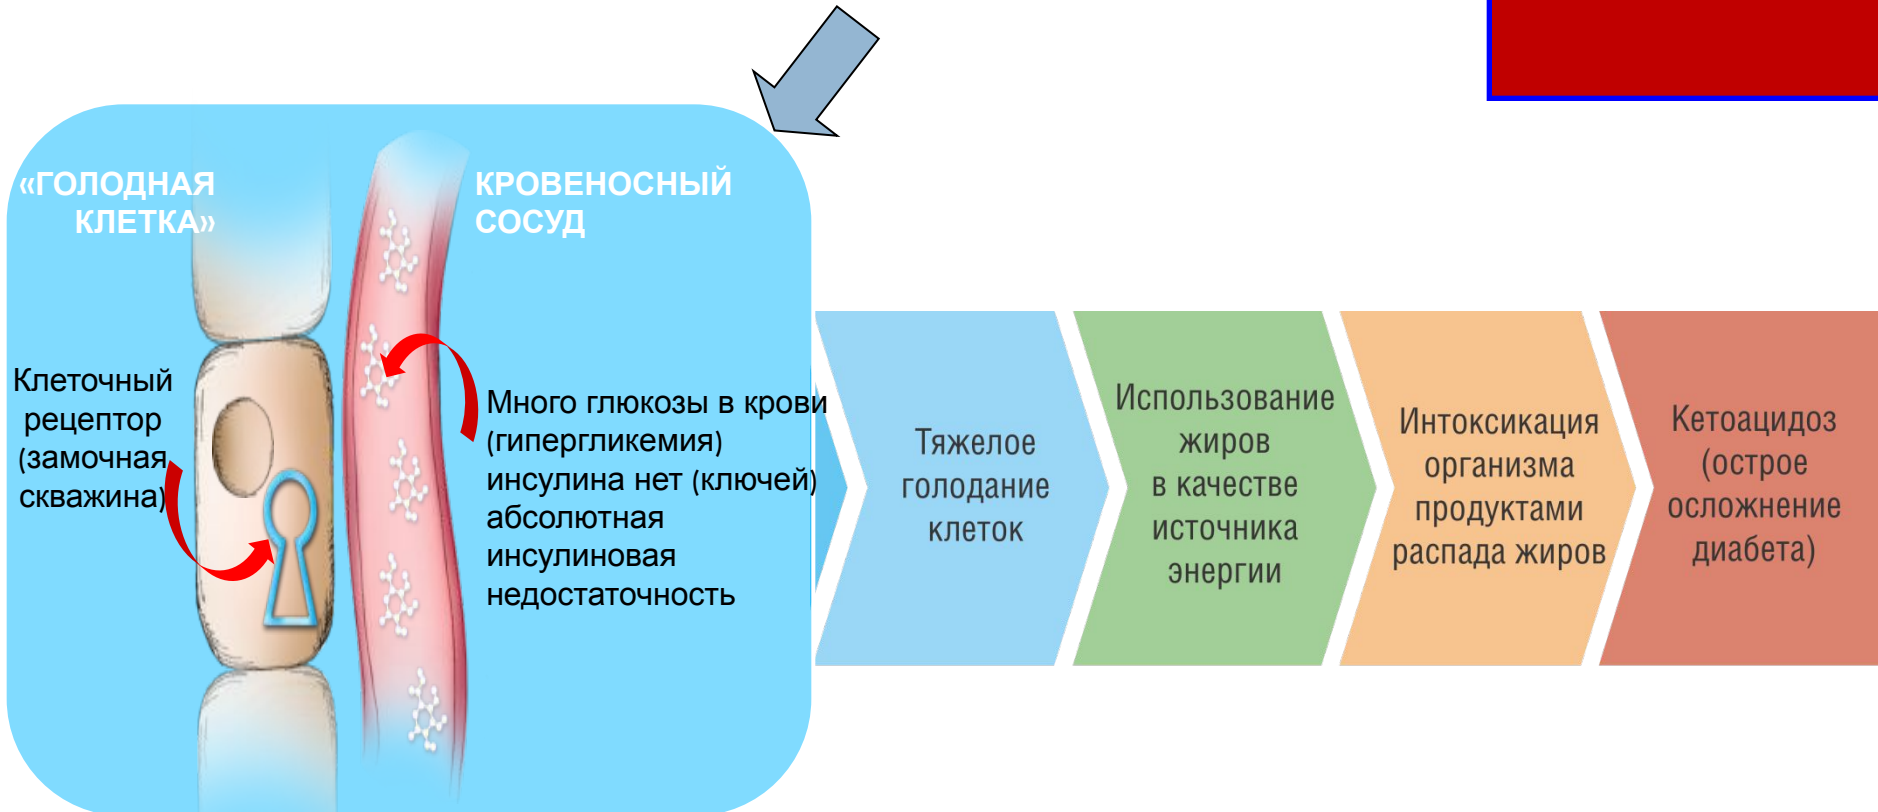 «ГОЛОДНАЯ
КЛЕТКА»
КРОВЕНОСНЫЙ
СОСУД
Клеточный
рецептор
(замочная
скважина)
Много глюкозы в крови
(гипергликемия)
инсулина нет (ключей)
абсолютная
инсулиновая
недостаточность
Тяжелое
голодание
клеток
Использование
жиров
в качестве
источника
энергии
Интоксикация
организма
продуктами
распада жиров
Кетоацидоз
(острое
осложнение
диабета)